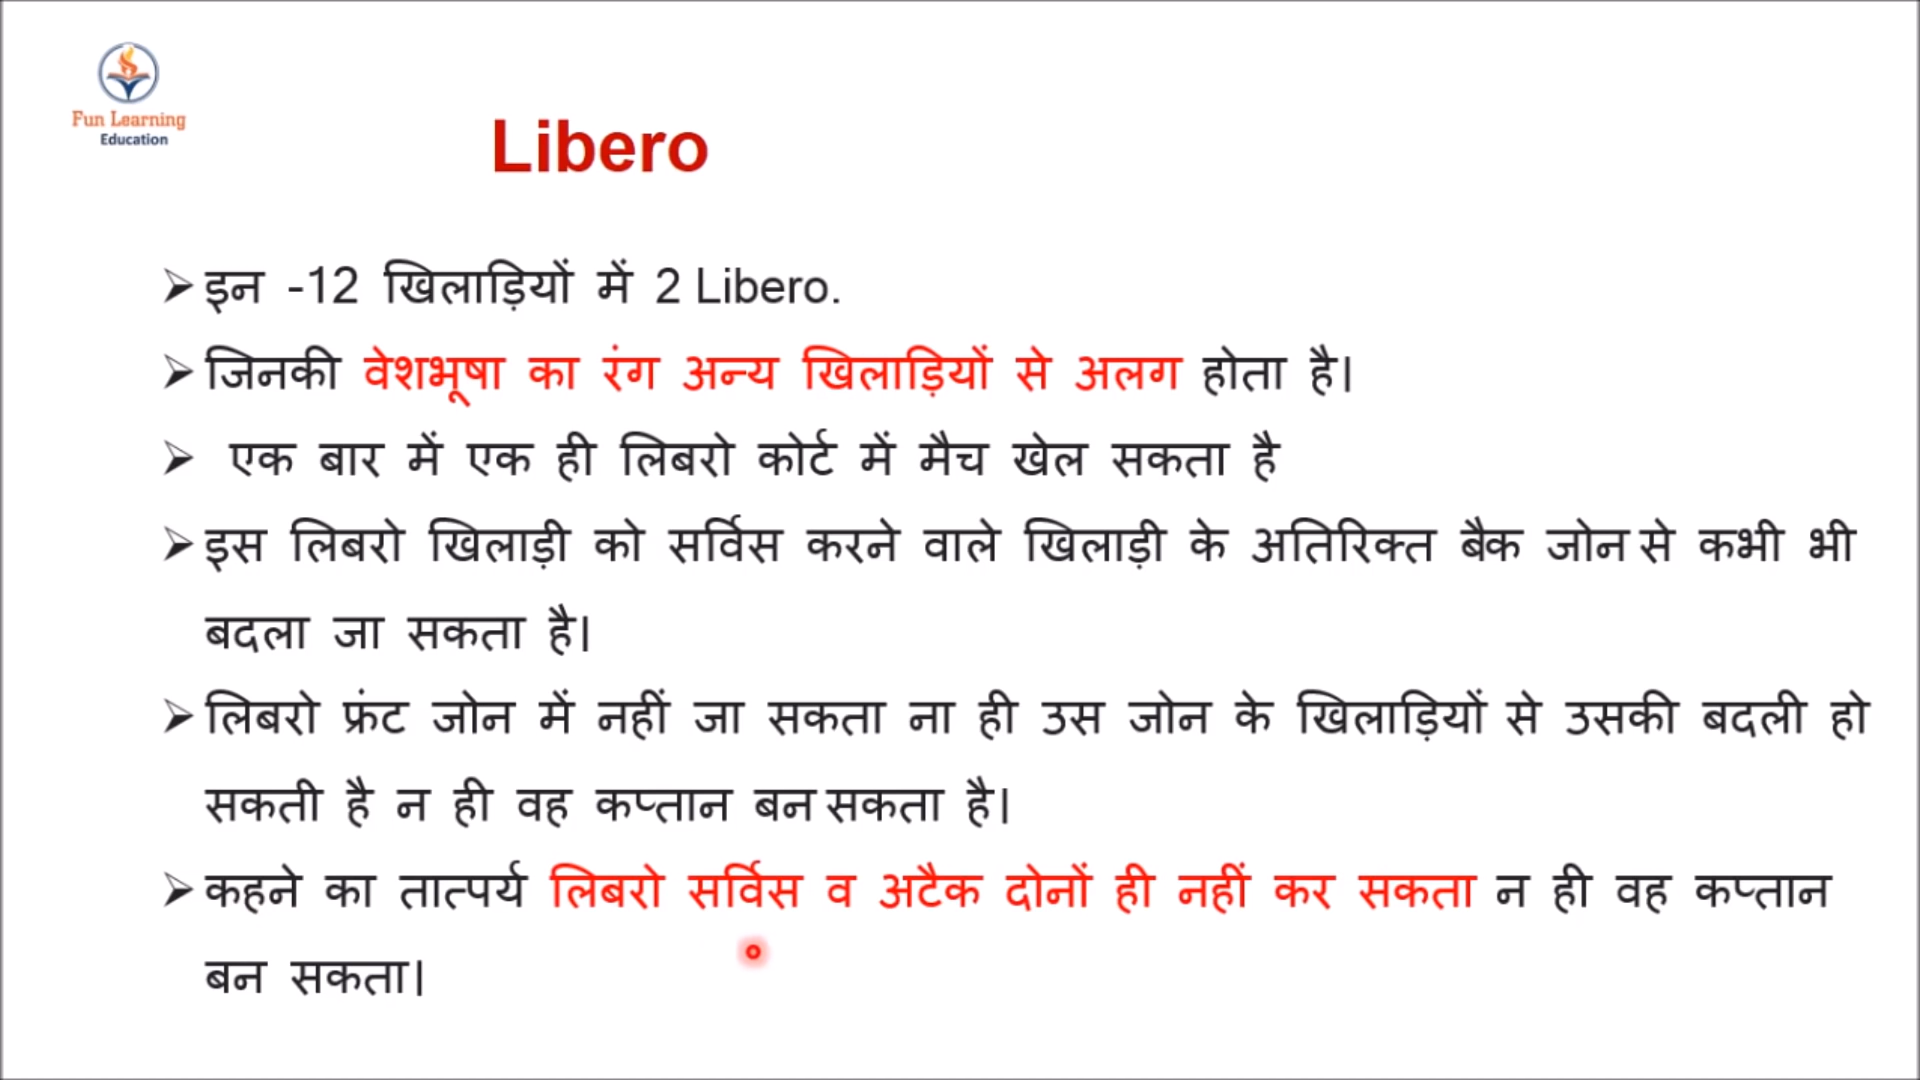 Fun Learning
Education
Libero
➢ इन -12 खिलाड़ियों में 2 Libero.
➢ जिनकी वेशभूषा का रंग अन्य खिलाड़ियों से अलग होता है।
➢ एक बार में एक ही लिबरो कोर्ट में मैच खेल सकता है
➢ इस लिबरो खिलाड़ी को सर्विस करने वाले खिलाड़ी के अतिरिक्त बैक जोन से कभी भी
बदला जा सकता है।
➢ लिबरो फ्रंट जोन में नहीं जा सकता ना ही उस जोन के खिलाड़ियों से उसकी बदली हो
सकती है न ही वह कप्तान बन सकता है।
➢ कहने का तात्पर्य लिबरो सर्विस व अटैक दोनों ही नहीं कर सकता न ही वह कप्तान
बन सकता।